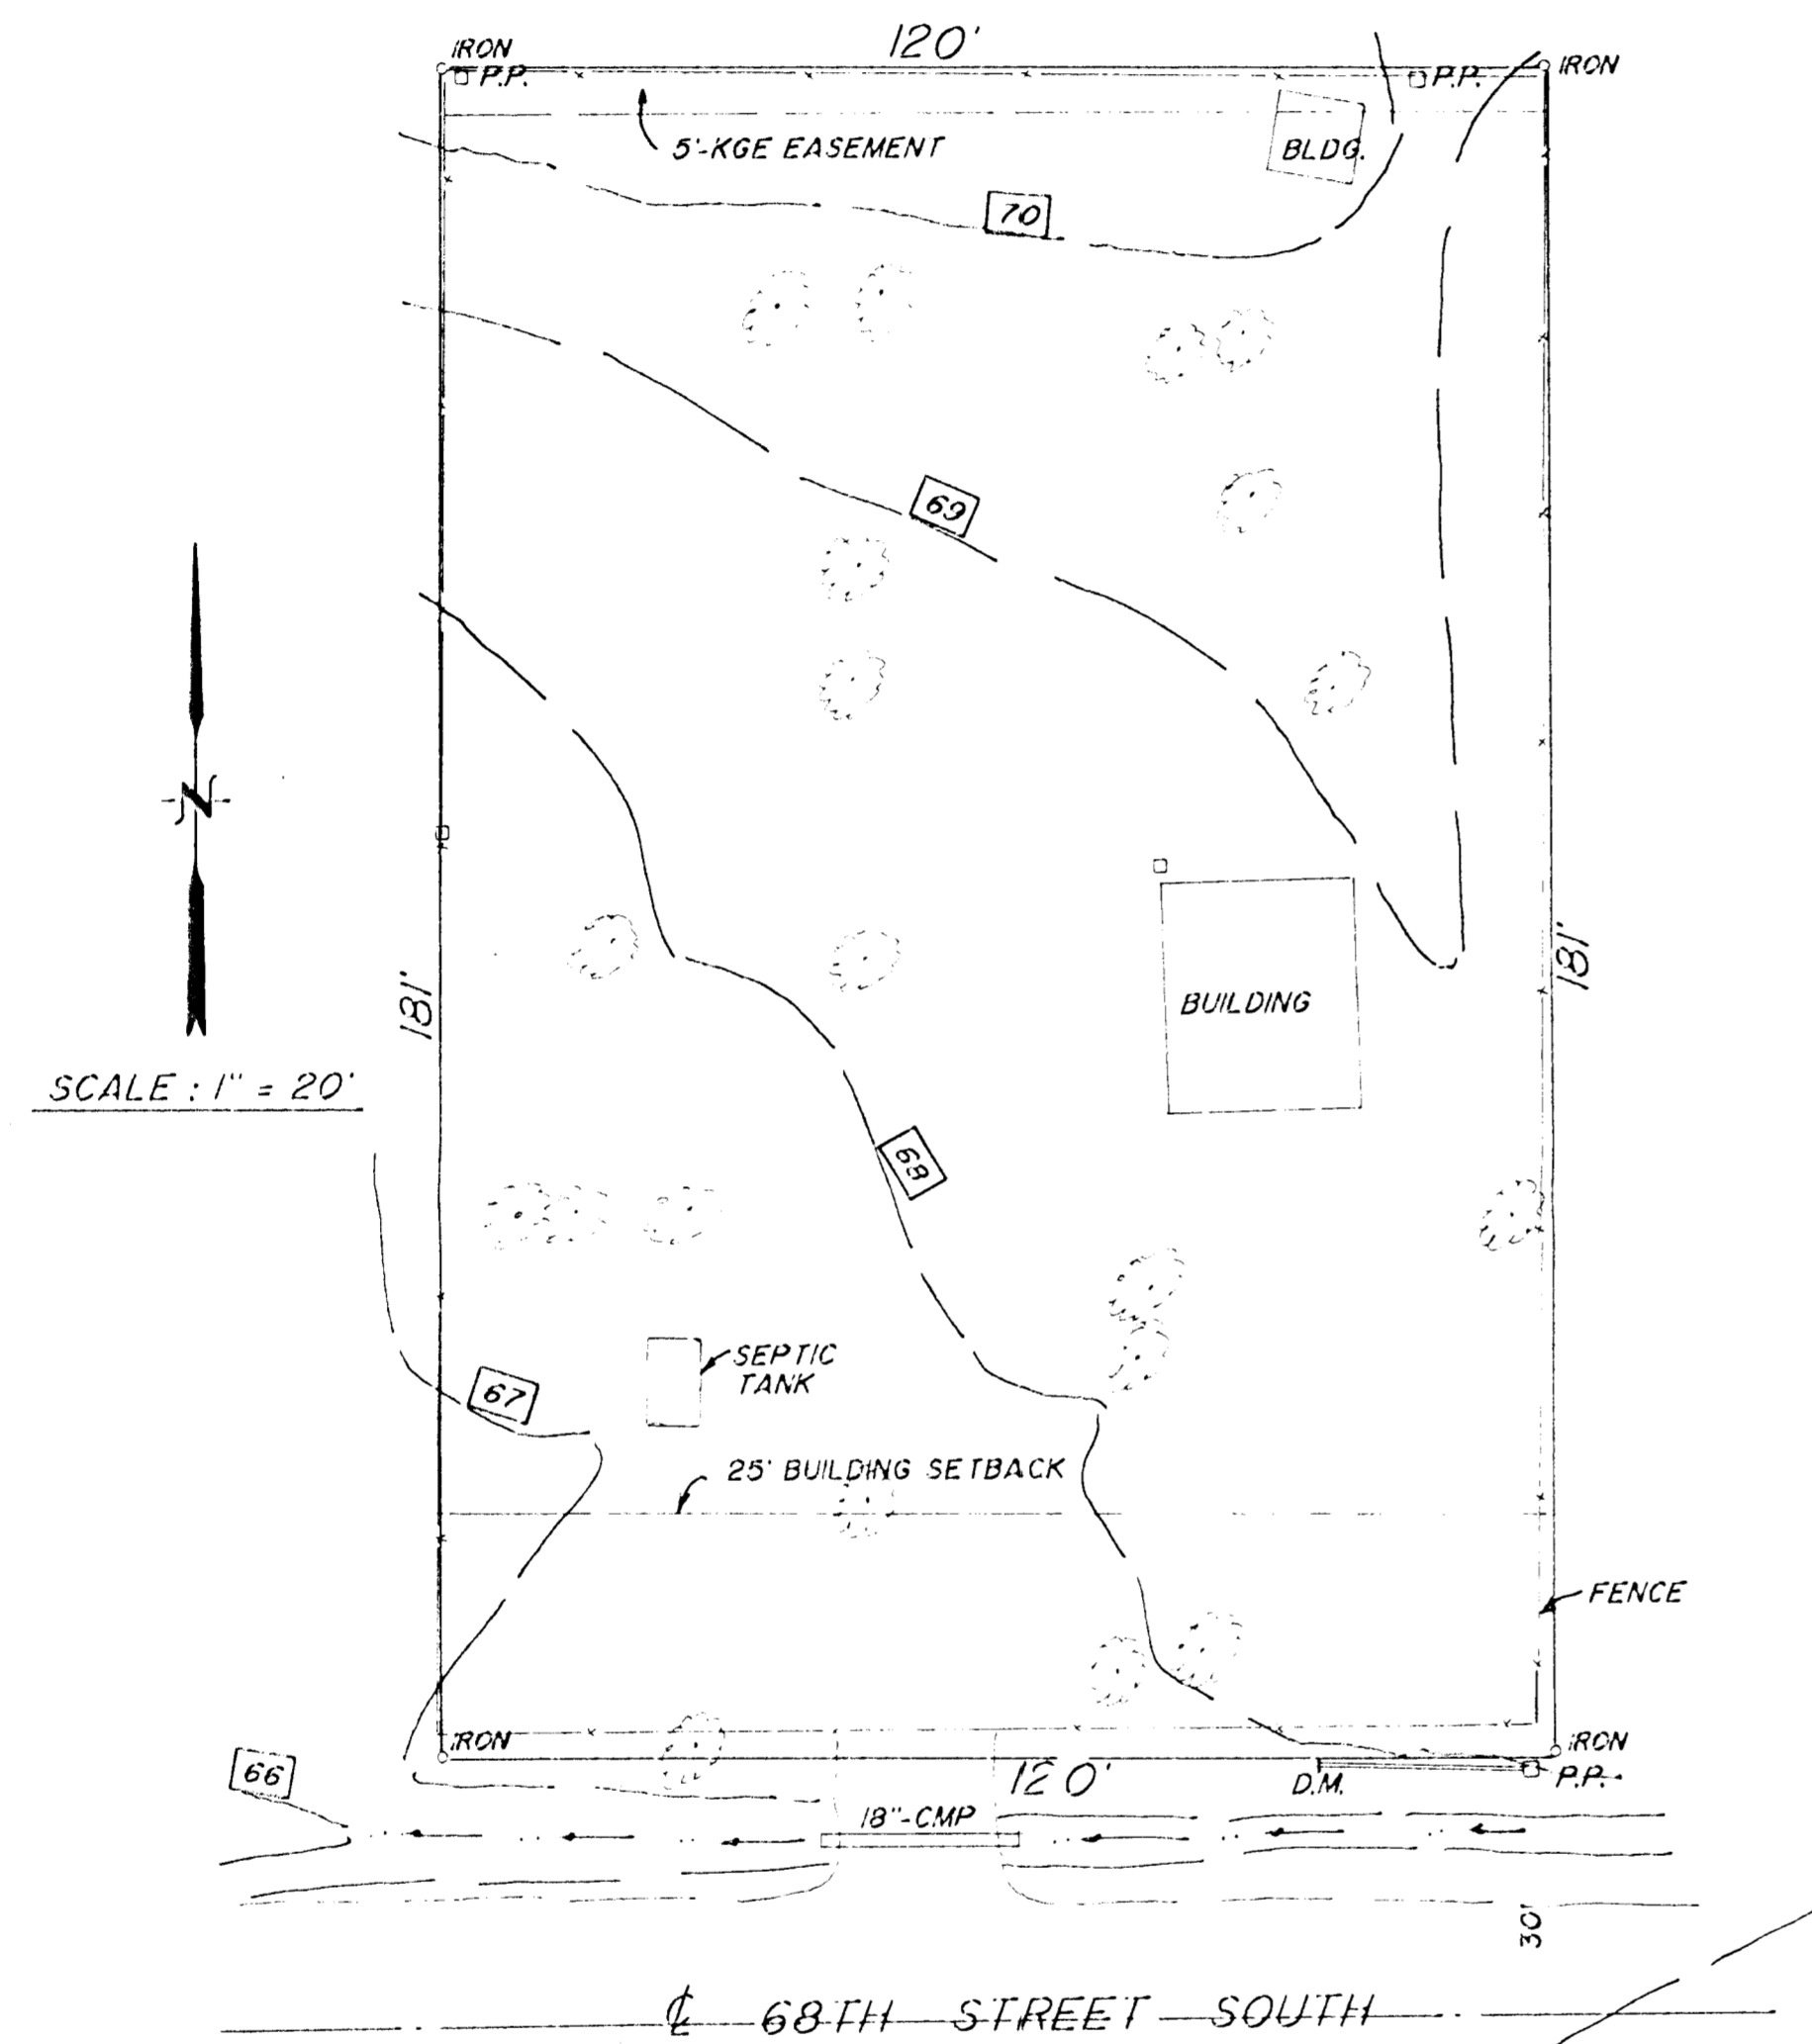 120'
IRON
IRON
P.P.
P.P.
5'-KGE EASEMENT
BLDG.
70
69
N
181'
181'
BUILDING
SCALE : 1" = 20'
68
SEPTIC
TANK
67
25' BUILDING SETBACK
FENCE
IRON
IRON
66
120'
D.M.
P.P.
18"-CMP
30'
℄ 68TH STREET SOUTH